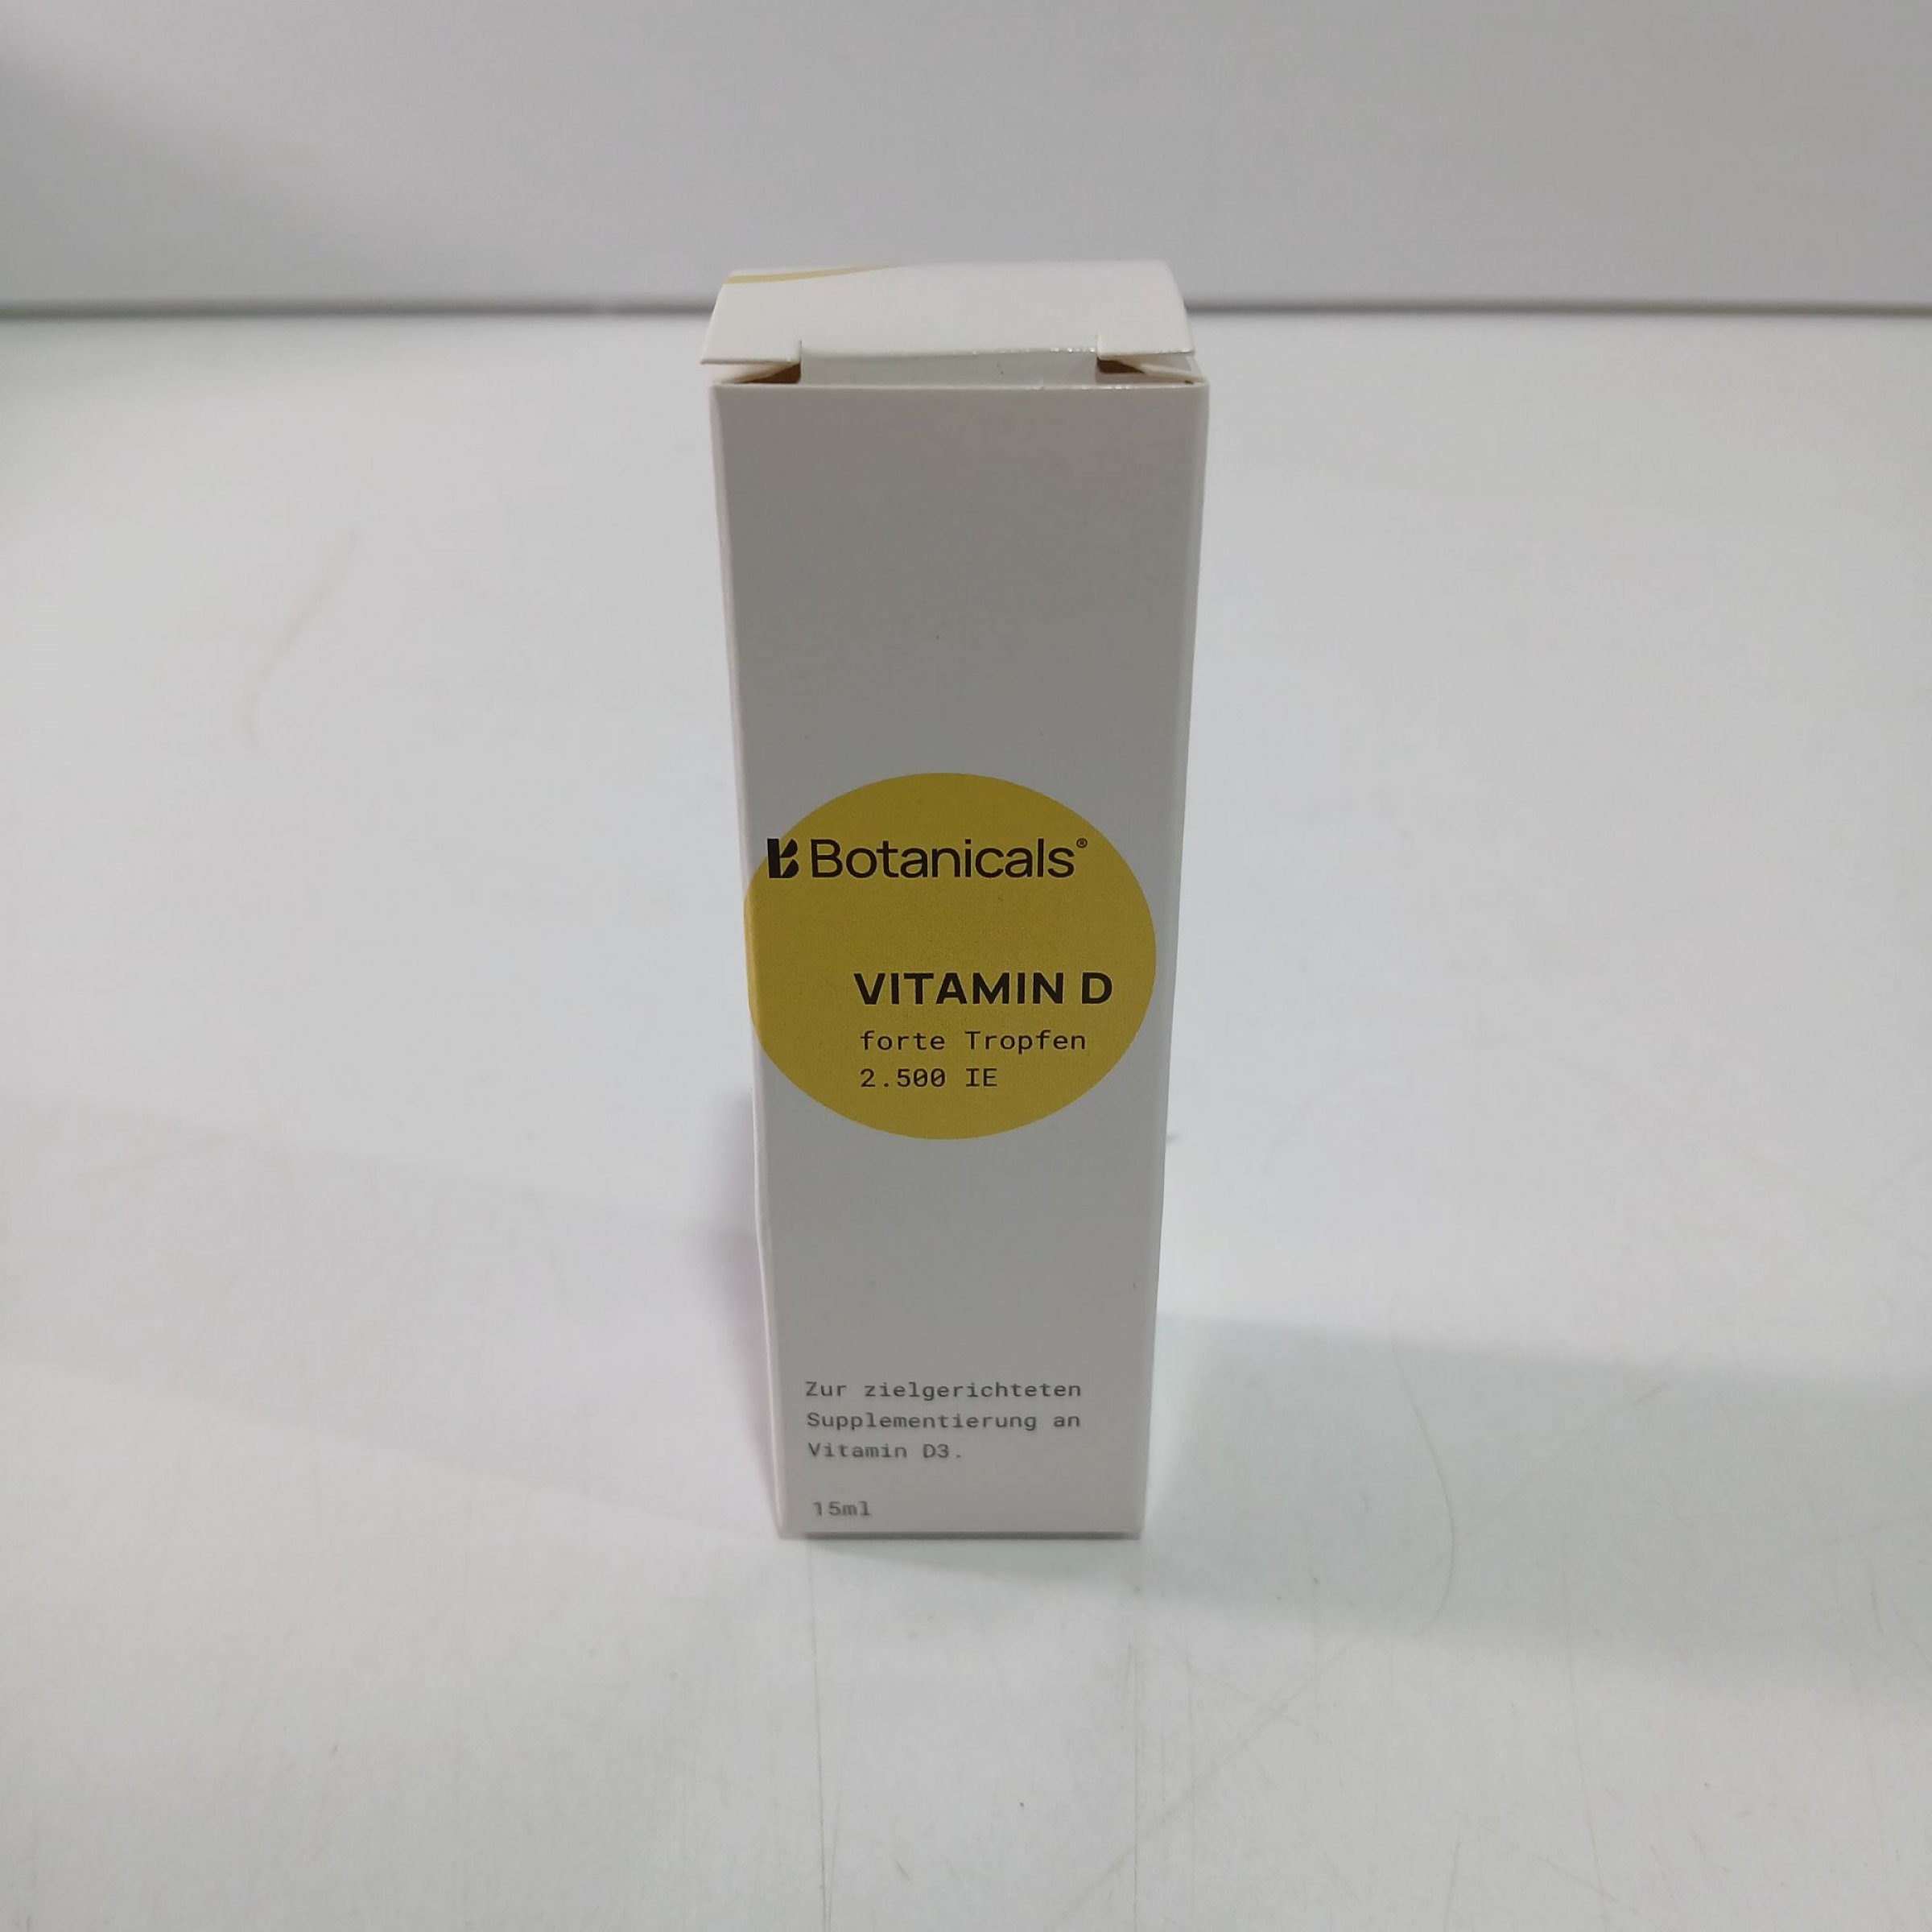 Botanicals®
VITAMIN D
forte Tropfen
2.500 IE
Zur zielgerichteten
Supplementierung an
Vitamin D3.
15ml